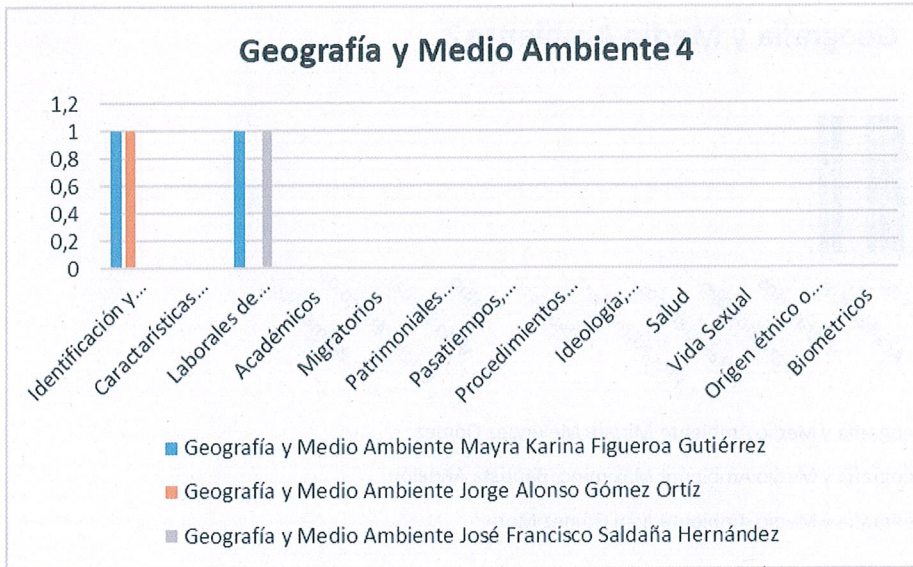 Geografía y Medio Ambiente 4
1,2
1
0,8
0,6
0,4
0,2
0
Identificación y...
Caractarísticas...
Laborales de...
Académicos
Migratorios
Patrimoniales...
Pasatiempos,...
Procedimientos...
Ideología,...
Salud
Vida Sexual
Orígen étnico o...
Biométricos
Geografía y Medio Ambiente Mayra Karina Figueroa Gutiérrez
Geografía y Medio Ambiente Jorge Alonso Gómez Ortiz
Geografía y Medio Ambiente José Francisco Saldaña Hernández